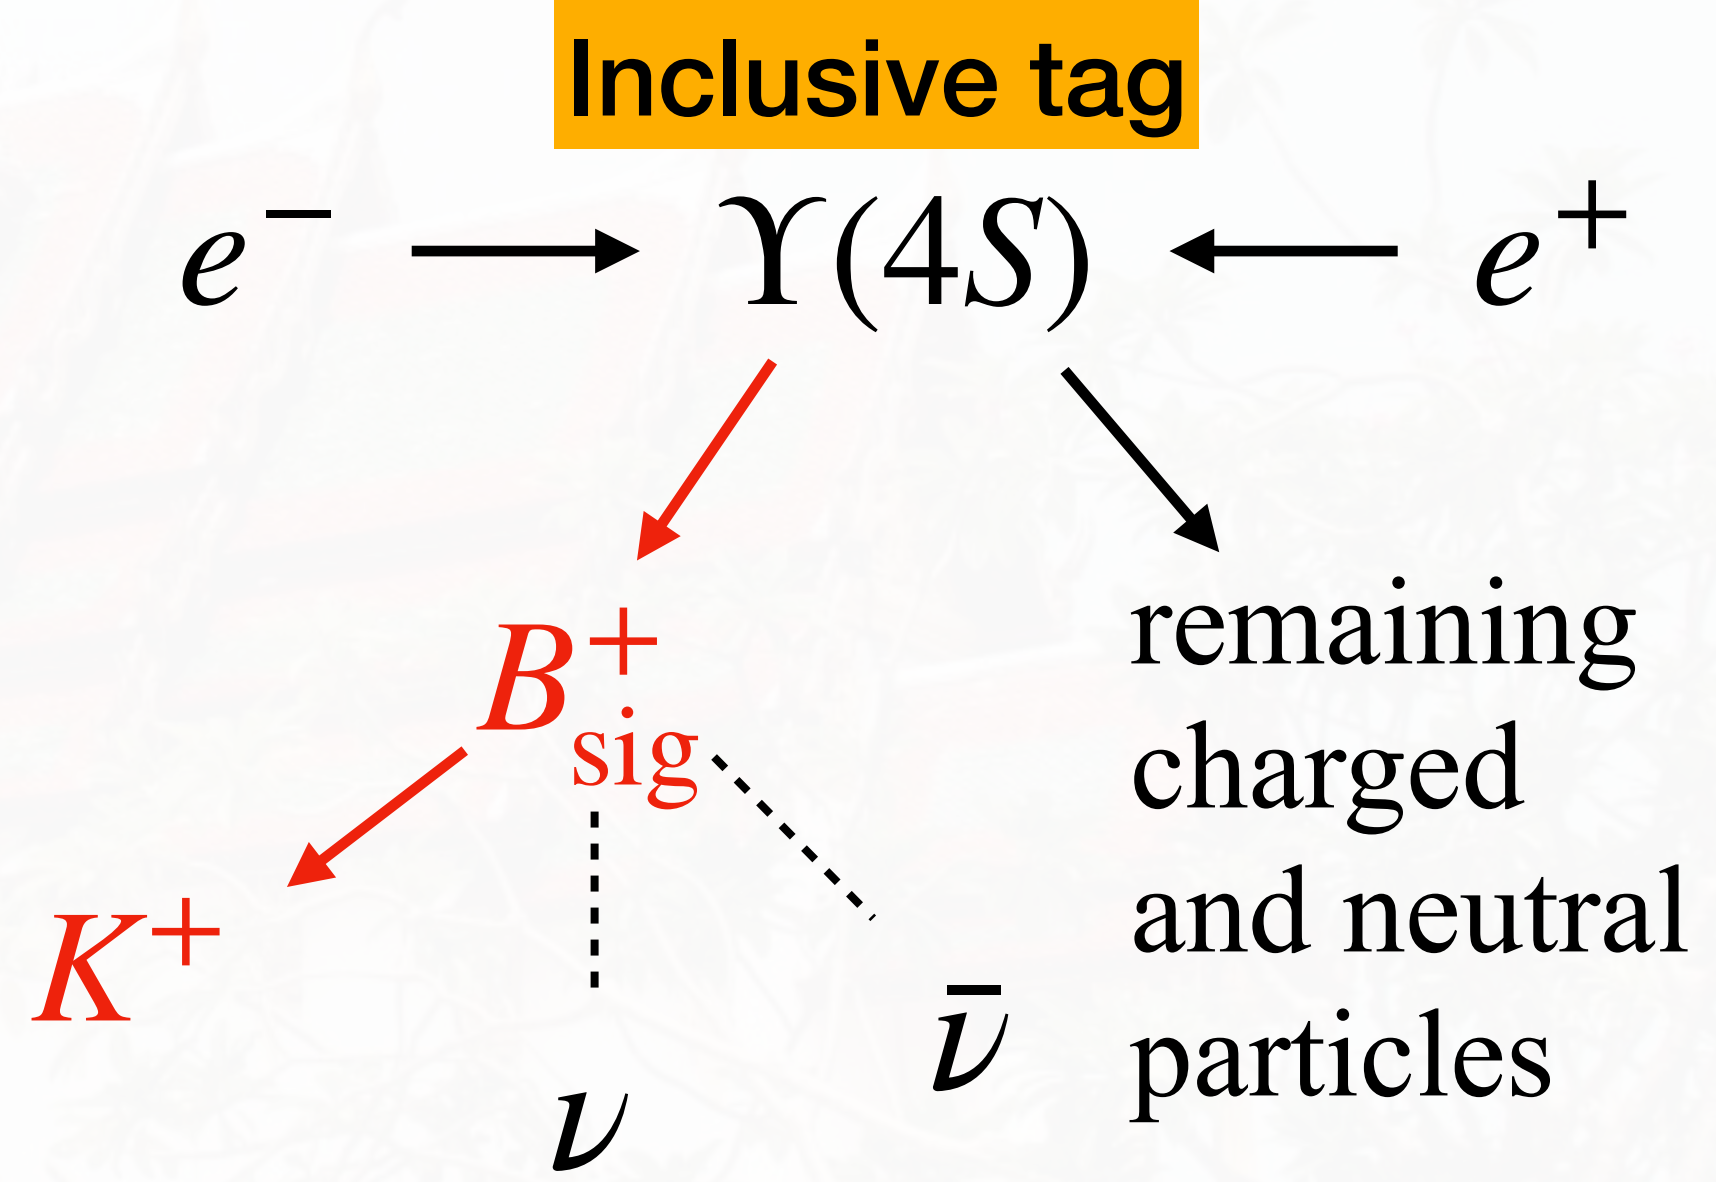 Inclusive tag
e⁻ → ϒ(4S) ← e⁺
B⁺sig
K⁺
ν
ν̄
remaining
charged
and neutral
particles